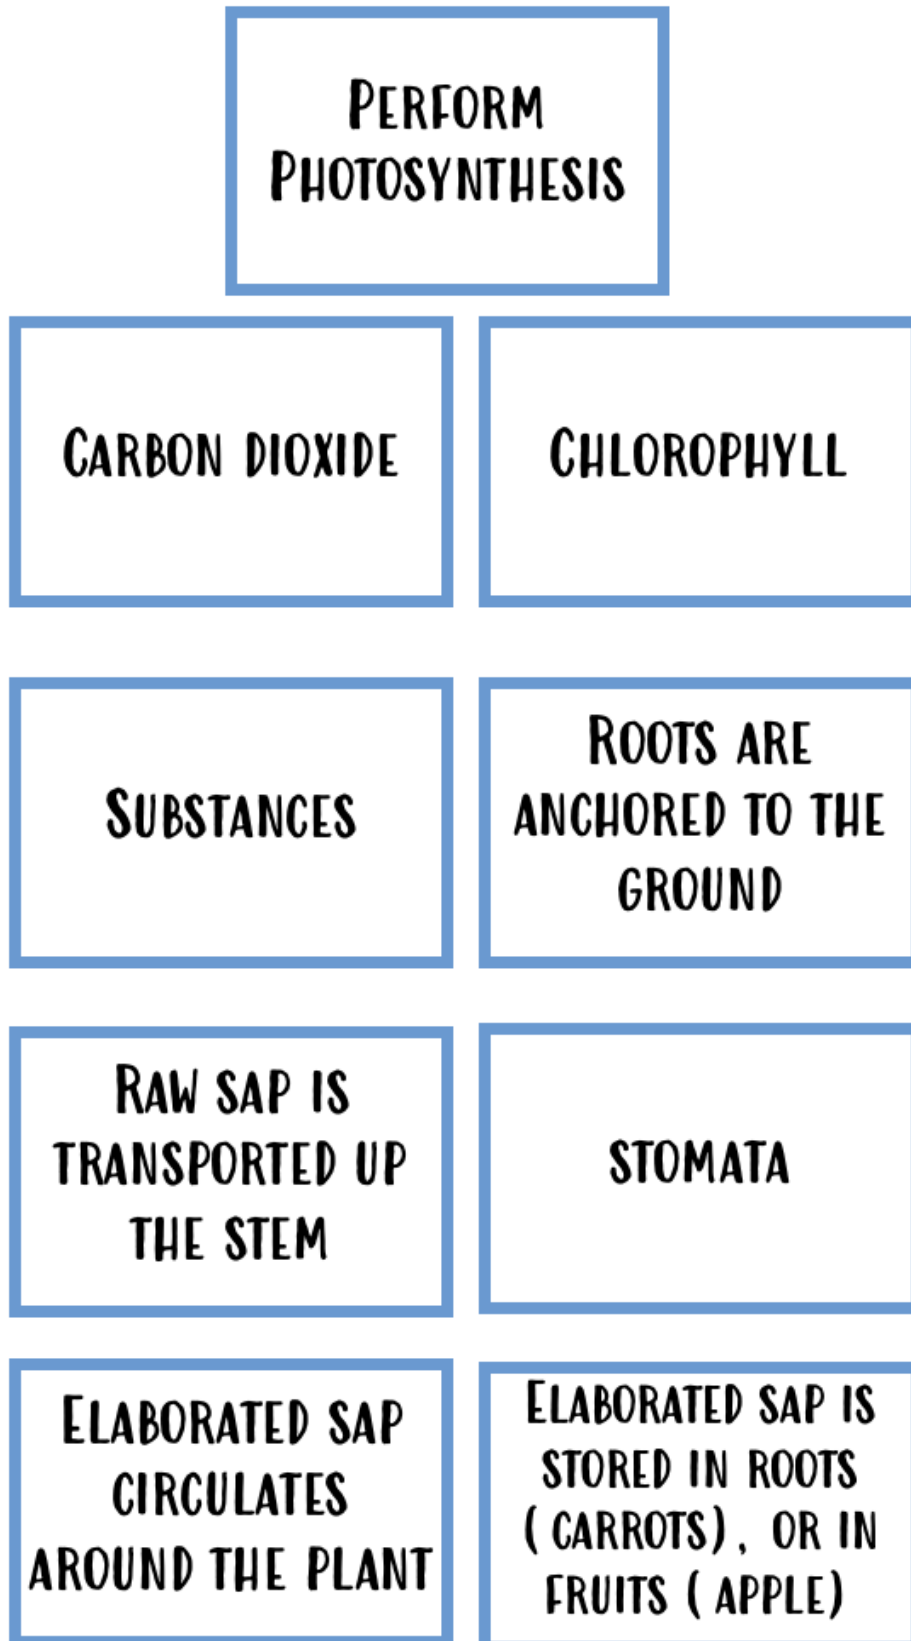 Perform
Photosynthesis
Carbon dioxide
Chlorophyll
Substances
Roots are
anchored to the
ground
Raw sap is
transported up
the stem
stomata
Elaborated sap
circulates
around the plant
Elaborated sap is
stored in roots
(carrots), or in
fruits (apple)